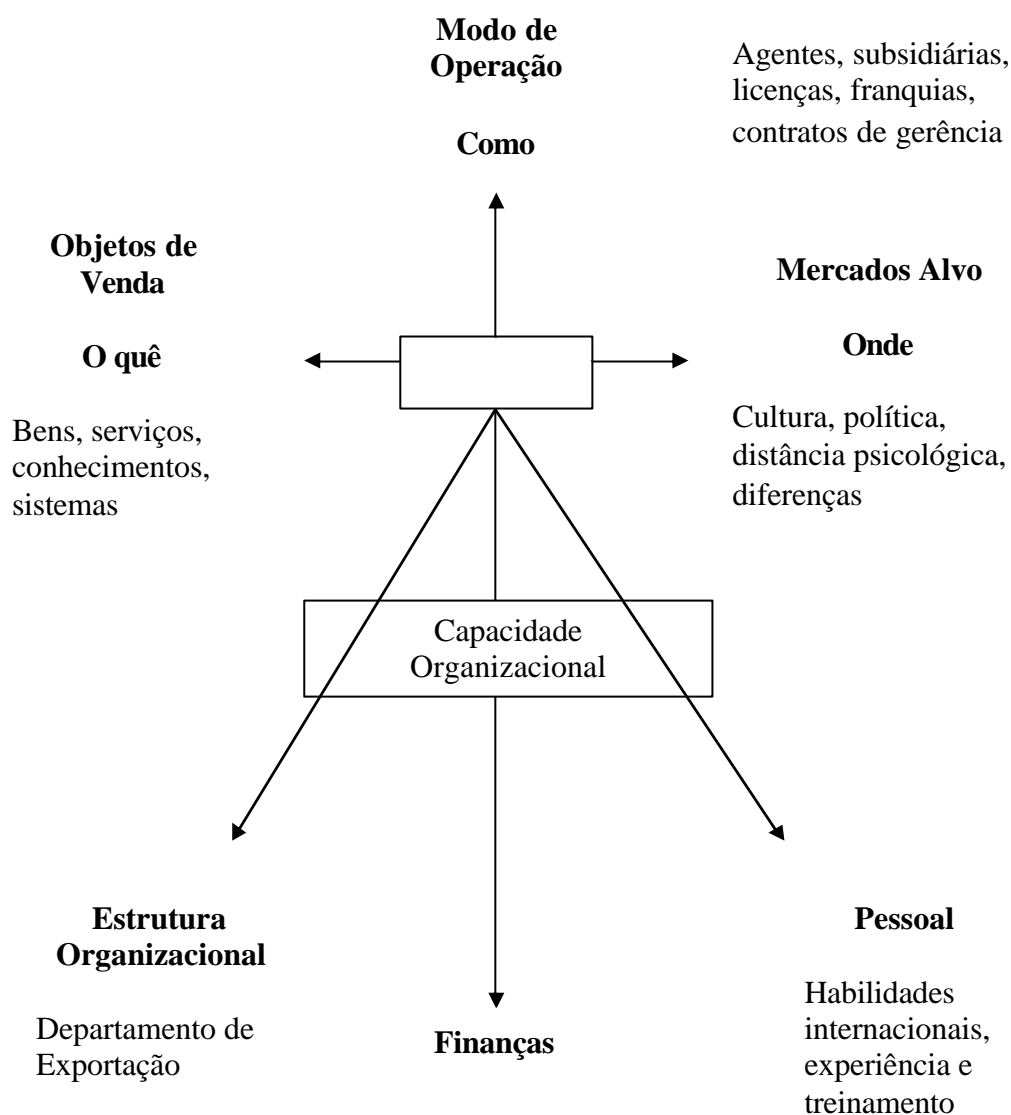 Modo de
Operação
Como
Agentes, subsidiárias,
licenças, franquias,
contratos de gerência
Objetos de
Venda
O quê
Bens, serviços,
conhecimentos,
sistemas
Mercados Alvo
Onde
Cultura, política,
distância psicológica,
diferenças
Capacidade
Organizacional
Estrutura
Organizacional
Departamento de
Exportação
Finanças
Pessoal
Habilidades
internacionais,
experiência e
treinamento